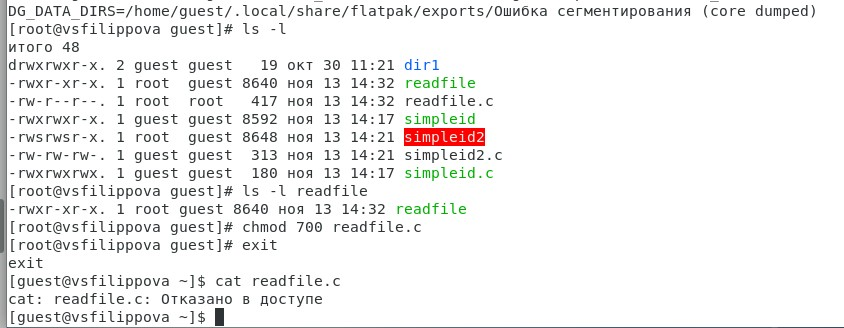 DG_DATA_DIRS=/home/guest/.local/share/flatpak/exports/Ошибка сегментирования (core dumped)
[root@vsfilippova guest]# ls -l
итого 48
drwxrwxr-x. 2 guest guest   19 окт 30 11:21 dir1
-rwxr-xr-x. 1 root  guest 8640 ноя 13 14:32 readfile
-rw-r--r--. 1 root  root   417 ноя 13 14:32 readfile.c
-rwxrwxr-x. 1 guest guest 8592 ноя 13 14:17 simpleid
-rwsrwsr-x. 1 root  guest 8648 ноя 13 14:21 simpleid2
-rw-rw-rw-. 1 guest guest  313 ноя 13 14:21 simpleid2.c
-rwxrwxrwx. 1 guest guest  180 ноя 13 14:17 simpleid.c
[root@vsfilippova guest]# ls -l readfile
-rwxr-xr-x. 1 root guest 8640 ноя 13 14:32 readfile
[root@vsfilippova guest]# chmod 700 readfile.c
[root@vsfilippova guest]# exit
exit
[guest@vsfilippova ~]$ cat readfile.c
cat: readfile.c: Отказано в доступе
[guest@vsfilippova ~]$